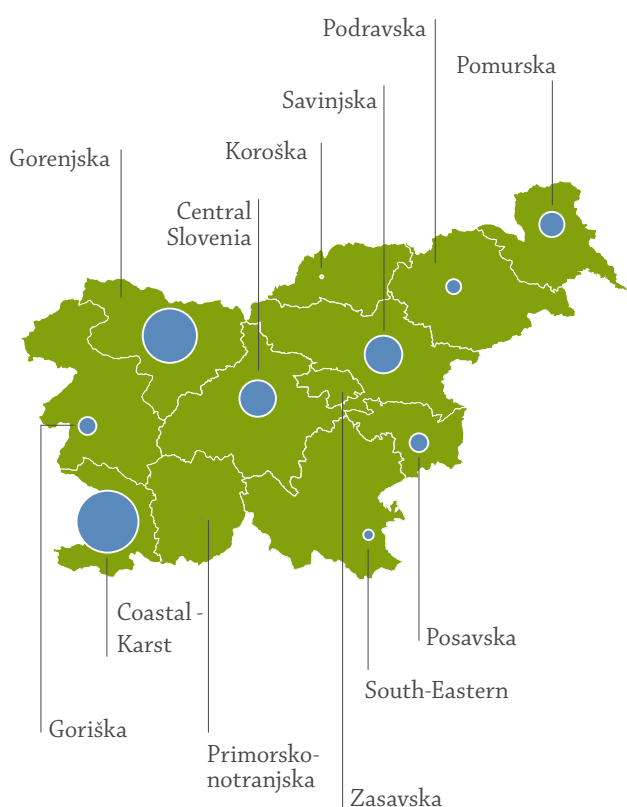 Podravska
Pomurska
Savinjska
Koroška
Gorenjska
Central
Slovenia
Coastal -
Karst
Posavska
South-Eastern
Goriška
Primorsko-
notranjska
Zasavska